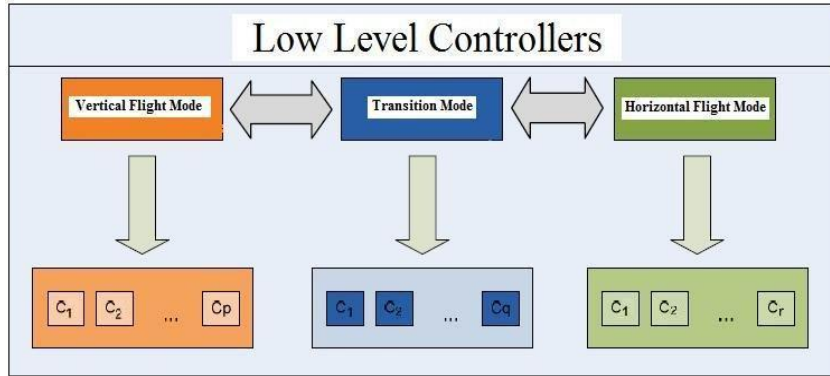 Low Level Controllers
Vertical Flight Mode Transition Mode Horizontal Flight Mode
C1 C2 ... Cp C1 C2 ... Cq C1 C2 ... Cr